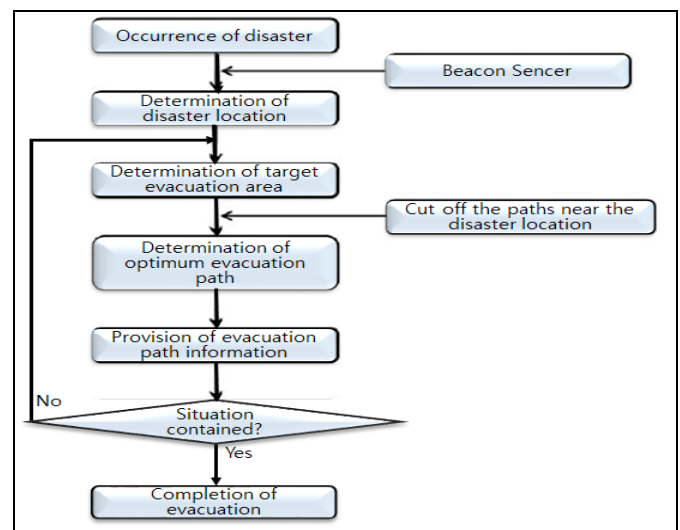 Occurrence of disaster
Beacon Sencer
Determination of
disaster location
Determination of target
evacuation area
Cut off the paths near the
disaster location
Determination of
optimum evacuation
path
Provision of evacuation
path information
No
Situation
contained?
Yes
Completion of
evacuation